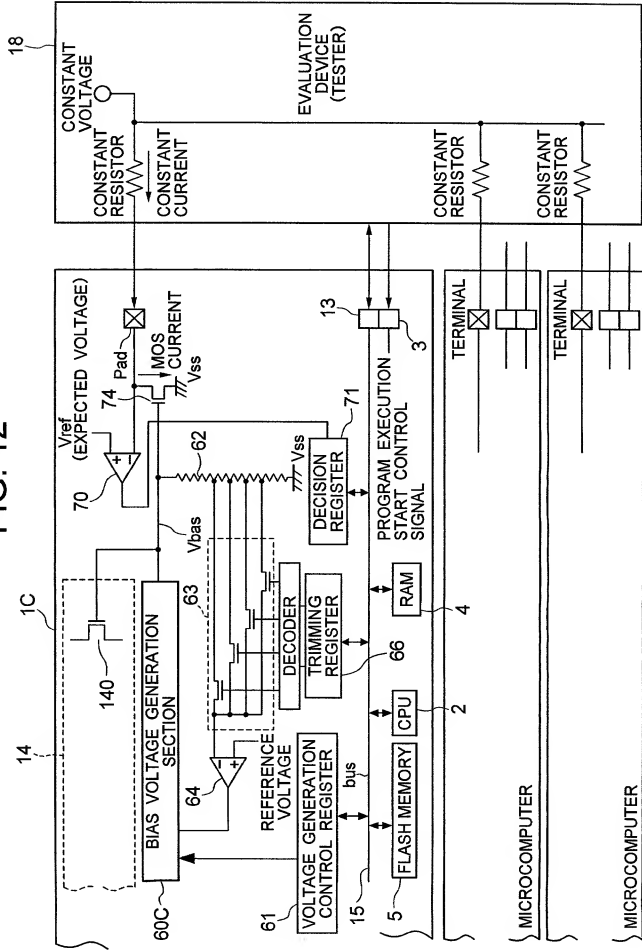 FIG. 12
18
CONSTANT
VOLTAGE
CONSTANT
RESISTOR
CONSTANT
CURRENT
EVALUATION
DEVICE
(TESTER)
CONSTANT
RESISTOR
CONSTANT
RESISTOR
1C
14
140
BIAS VOLTAGE GENERATION
SECTION
60C
Vbas
Vref
(EXPECTED VOLTAGE)
+
−
70
Pad
74
MOS
CURRENT
Vss
62
Vss
63
64
−
+
REFERENCE
VOLTAGE
DECODER
TRIMMING
REGISTER
66
DECISION
REGISTER
71
61
VOLTAGE GENERATION
CONTROL REGISTER
bus
15
13
3
PROGRAM EXECUTION
START CONTROL
SIGNAL
5
FLASH MEMORY
CPU
2
RAM
4
TERMINAL
MICROCOMPUTER
TERMINAL
MICROCOMPUTER